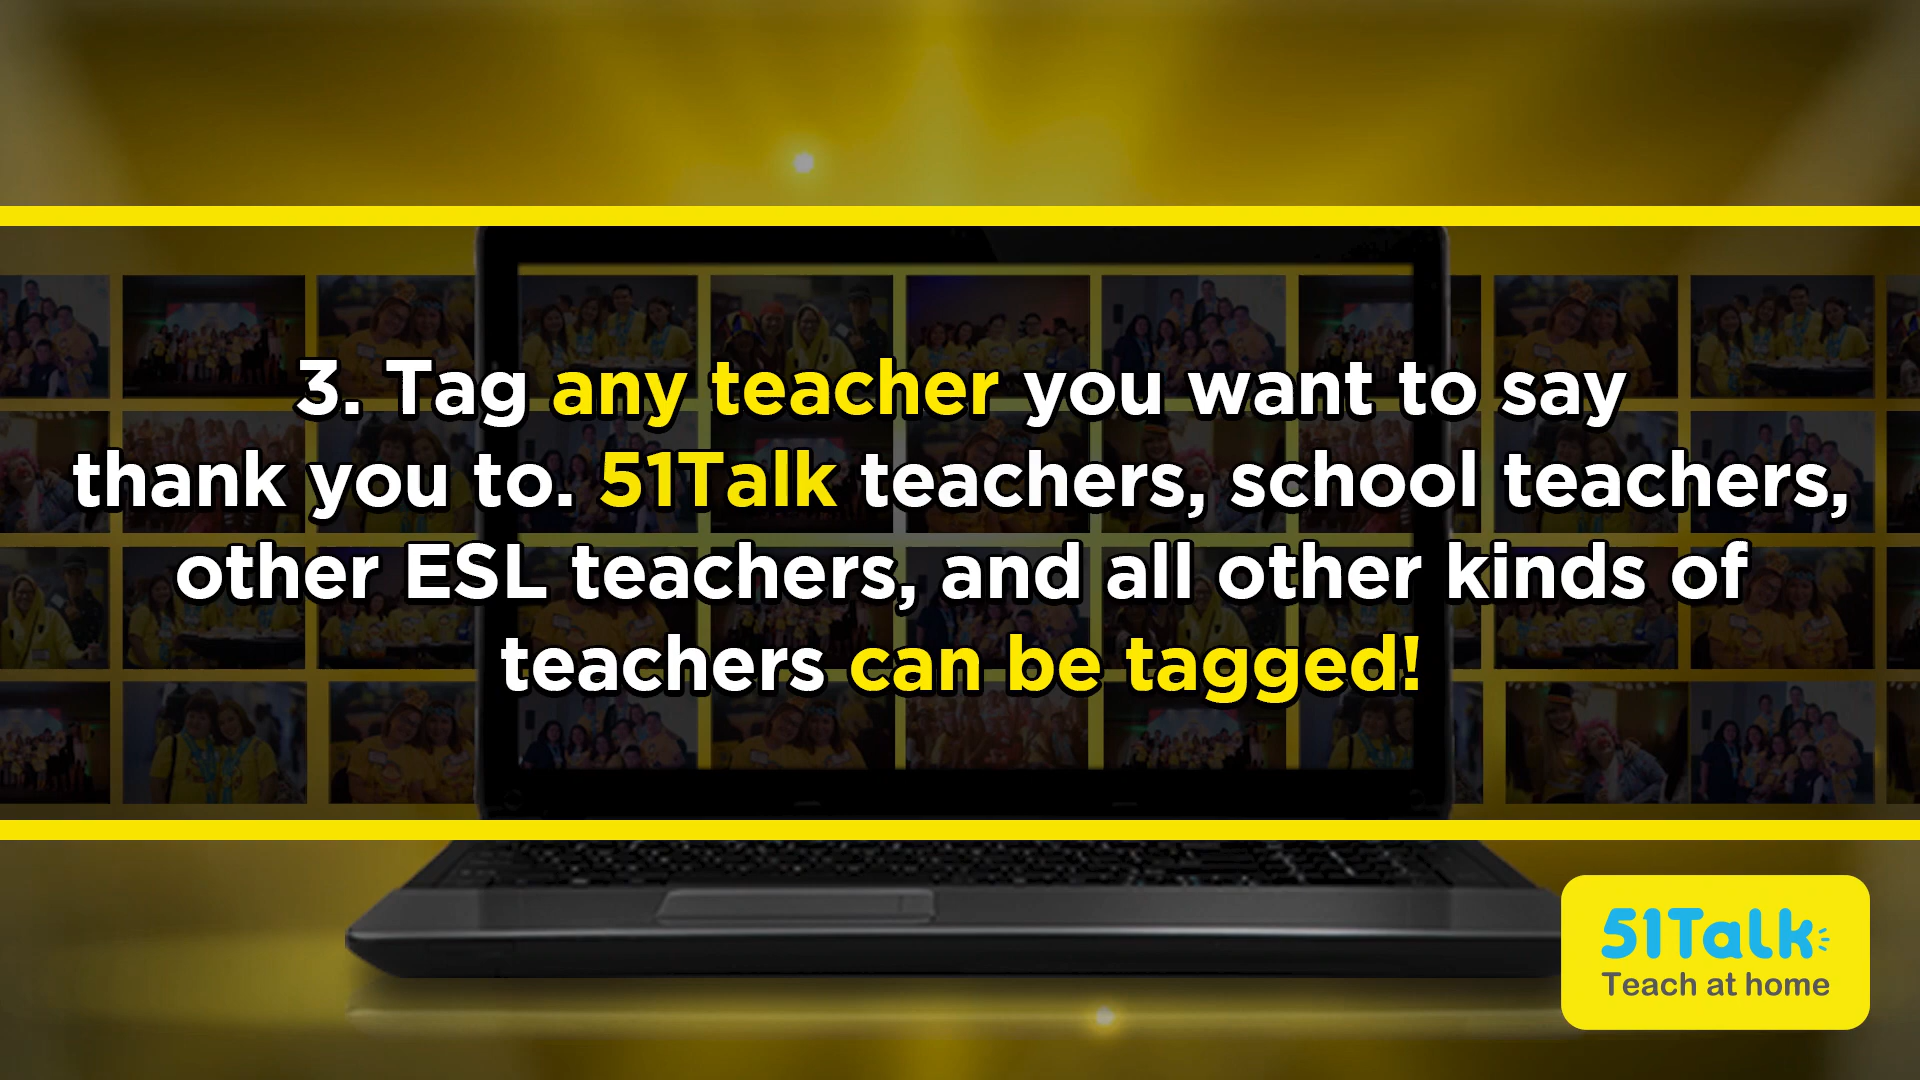 3. Tag any teacher you want to say
thank you to. 51Talk teachers, school teachers,
other ESL teachers, and all other kinds of
teachers can be tagged!
51Talk
Teach at home